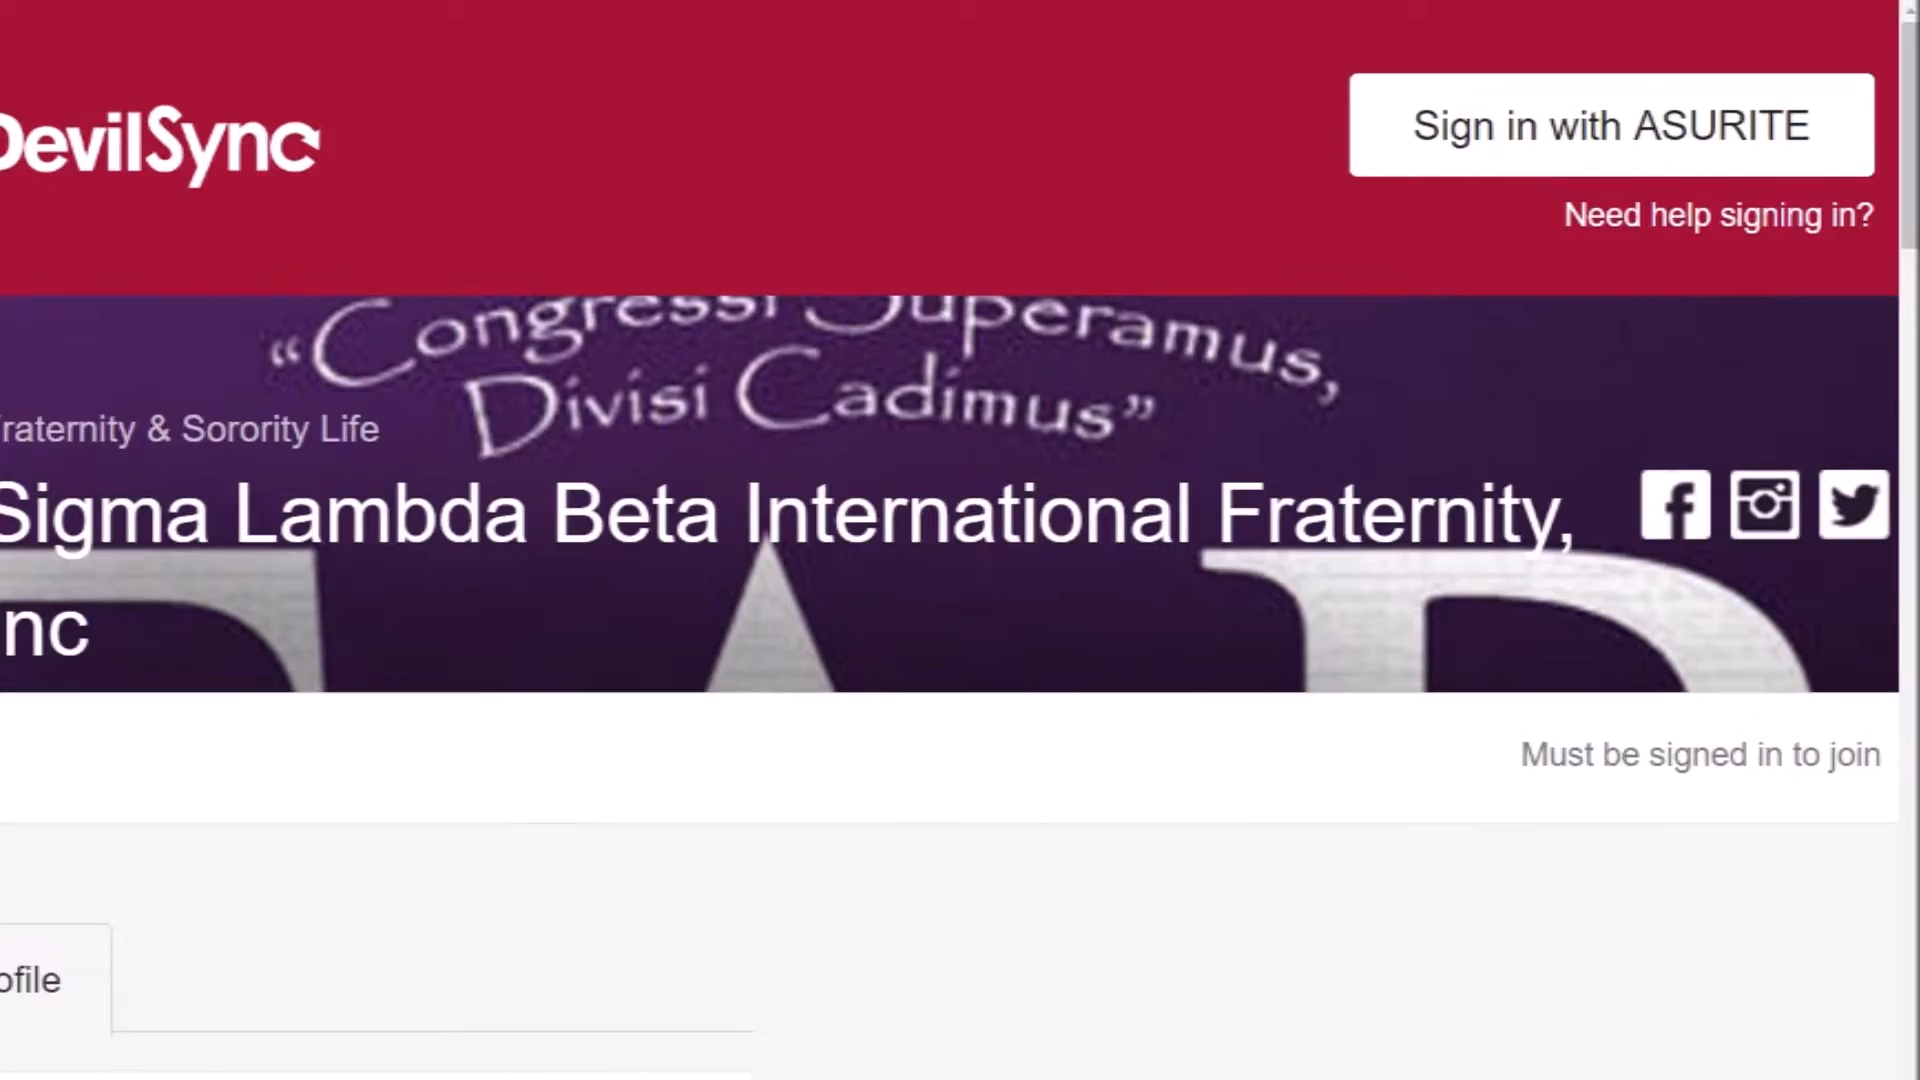 DevilSync
Sign in with ASURITE
Need help signing in?
“Congressi Superamus,
Divisi Cadimus”
raternity & Sorority Life
Sigma Lambda Beta International Fraternity,
nc
Must be signed in to join
ofile